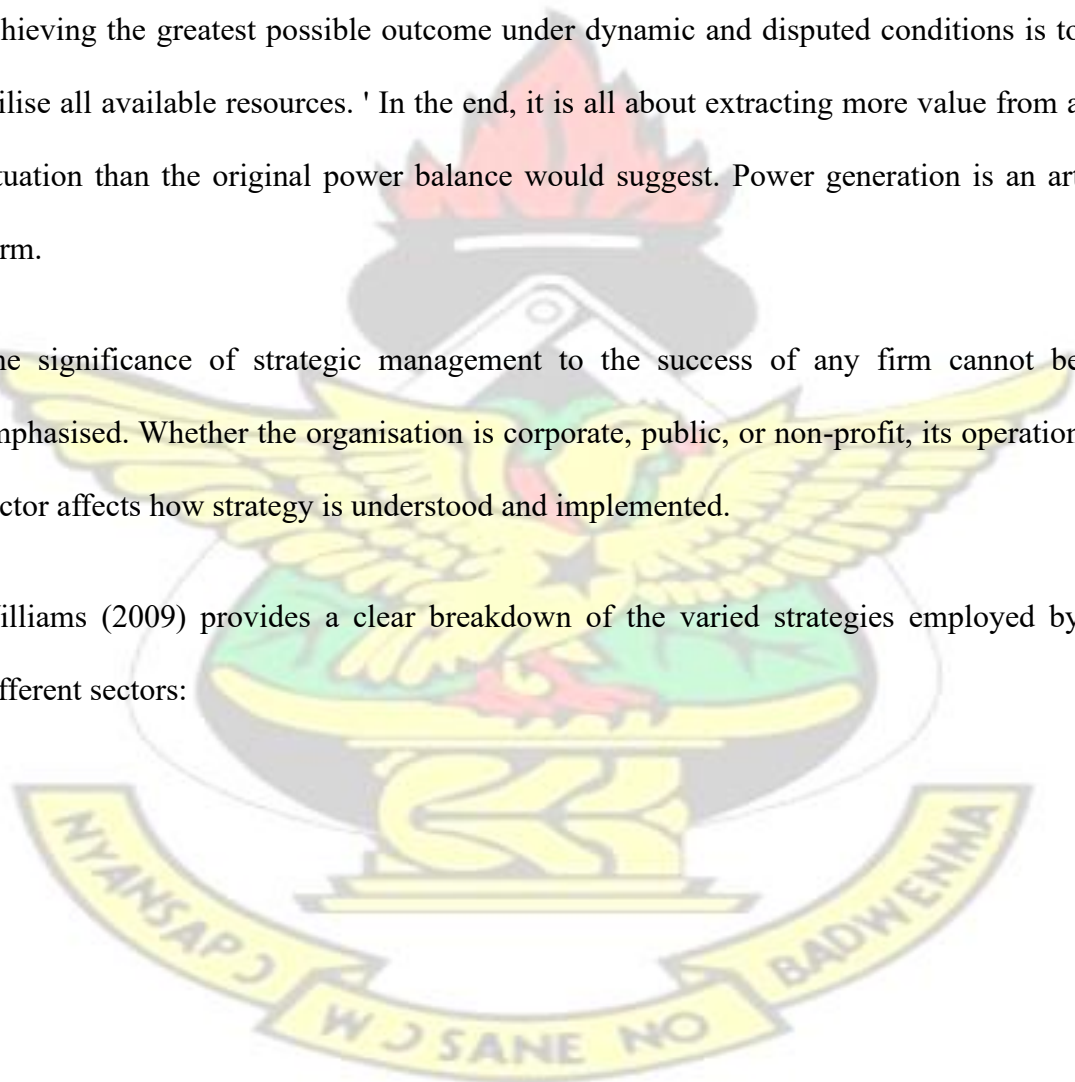 hieving the greatest possible outcome under dynamic and disputed conditions is to
ilise all available resources. ' In the end, it is all about extracting more value from a
tuation than the original power balance would suggest. Power generation is an art
rm.
ne significance of strategic management to the success of any firm cannot be
mphasised. Whether the organisation is corporate, public, or non-profit, its operation
ctor affects how strategy is understood and implemented.
illiams (2009) provides a clear breakdown of the varied strategies employed by
fferent sectors:
NYANSAPƆ WƆSANE NO BADWENMA